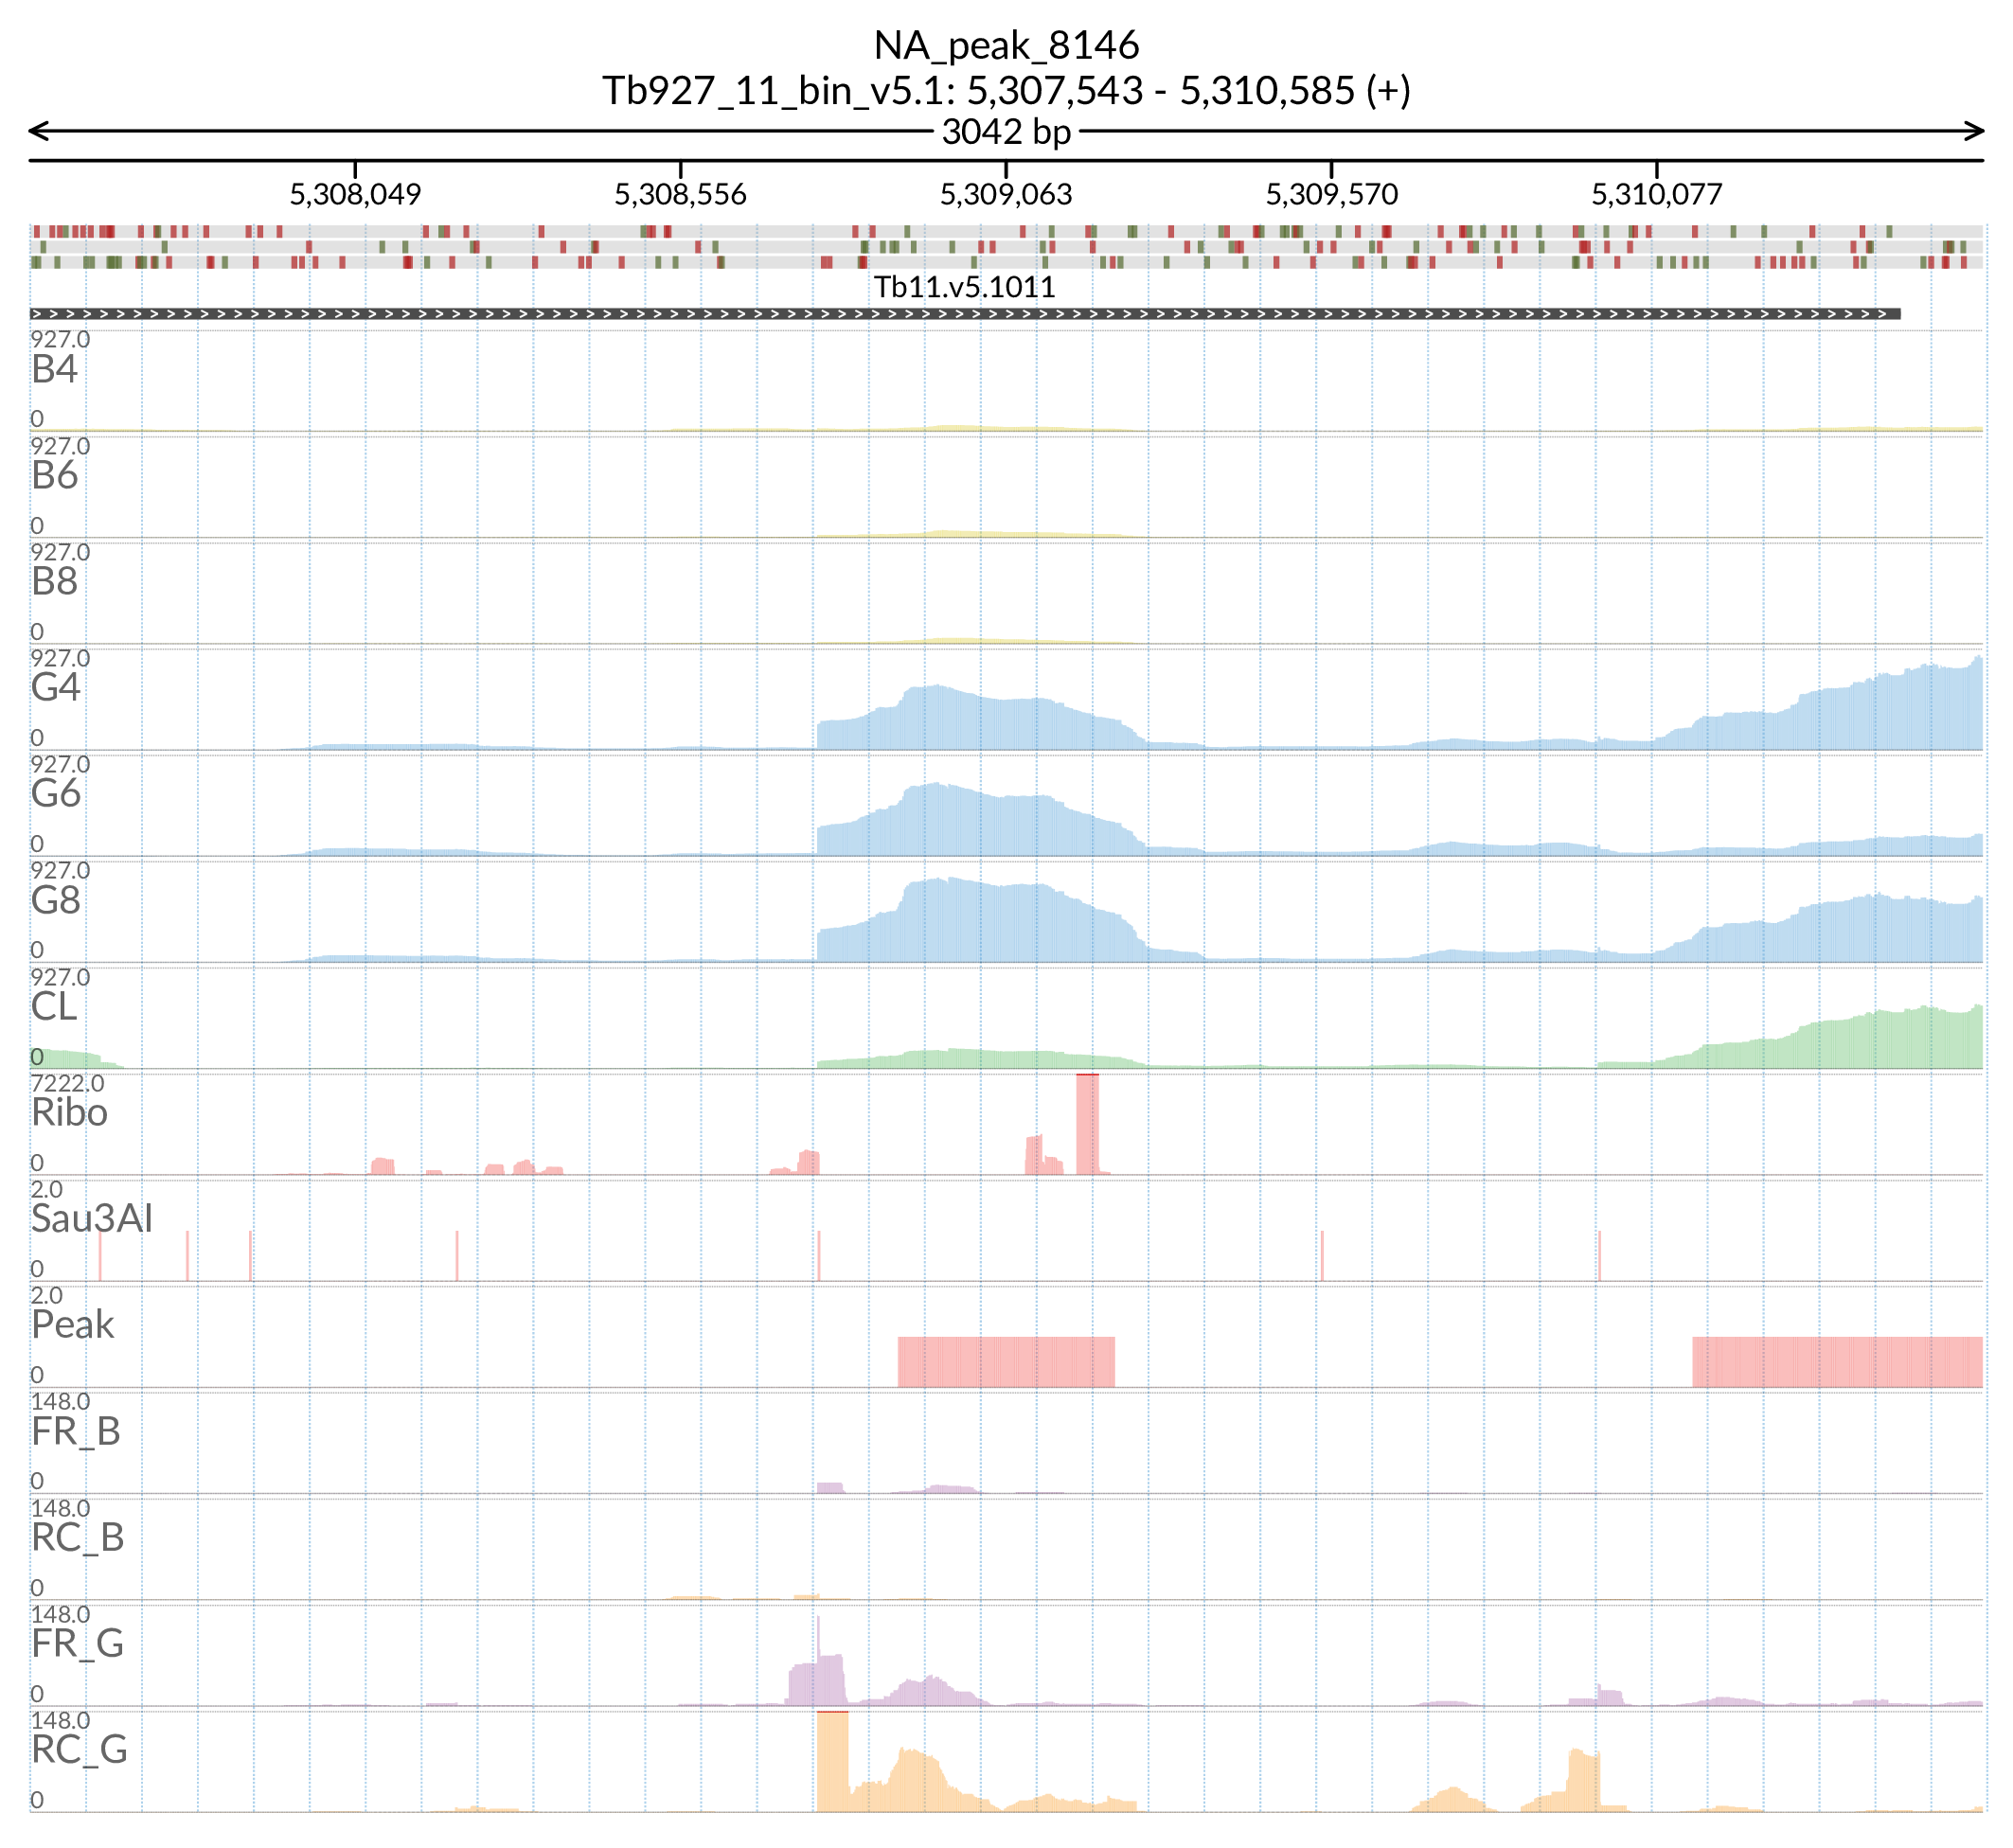 NA_peak_8146
Tb927_11_bin_v5.1: 5,307,543 - 5,310,585 (+)
3042 bp
5,308,049 5,308,556 5,309,063 5,309,570 5,310,077
Tb11.v5.1011
927.0
B4
0
927.0
B6
0
927.0
B8
0
927.0
G4
0
927.0
G6
0
927.0
G8
0
927.0
CL
0
7222.0
Ribo
0
2.0
Sau3AI
0
2.0
Peak
0
148.0
FR_B
0
148.0
RC_B
0
148.0
FR_G
0
148.0
RC_G
0